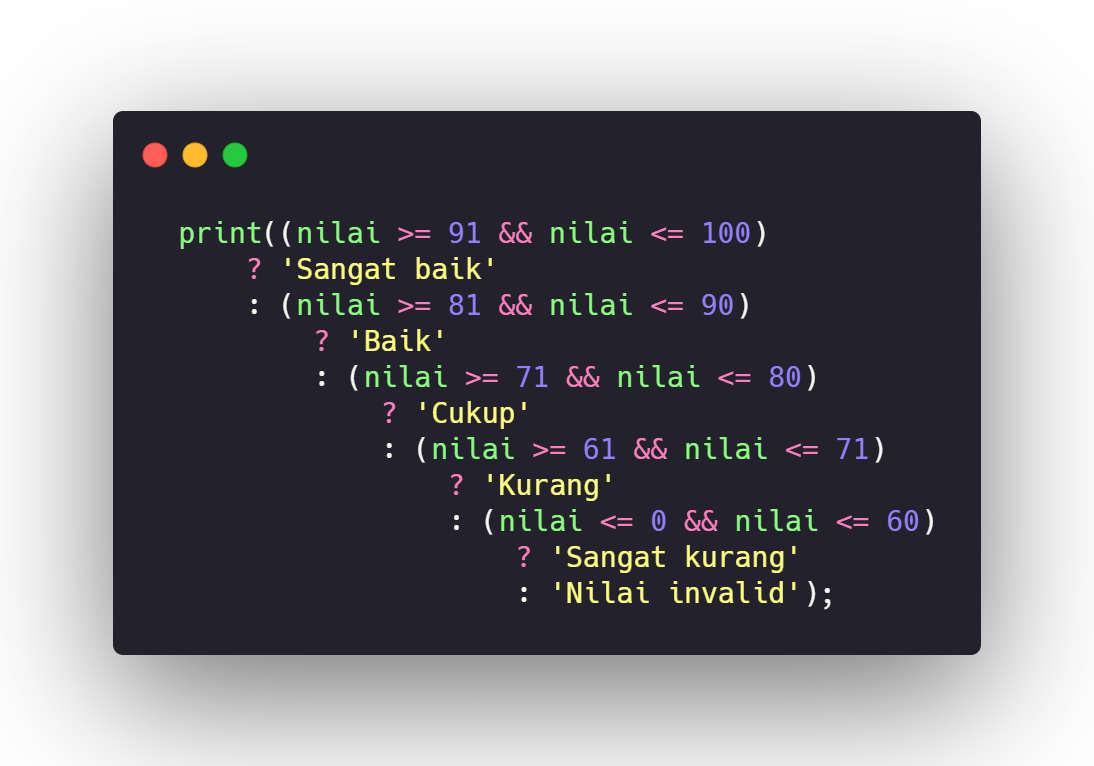 print((nilai >= 91 && nilai <= 100)
? 'Sangat baik'
: (nilai >= 81 && nilai <= 90)
? 'Baik'
: (nilai >= 71 && nilai <= 80)
? 'Cukup'
: (nilai >= 61 && nilai <= 71)
? 'Kurang'
: (nilai <= 0 && nilai <= 60)
? 'Sangat kurang'
: 'Nilai invalid');